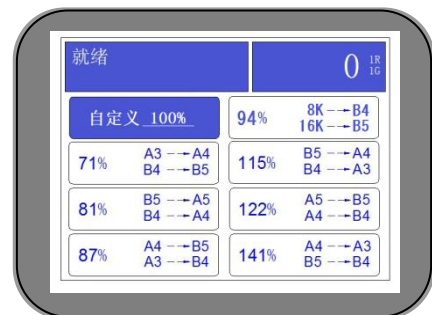 就绪
0 1R
1G
自定义 100%
94% 8K --→ B4
16K --→ B5
71% A3 --→ A4
B4 --→ B5
115% B5 --→ A4
B4 --→ A3
81% B5 --→ A5
B4 --→ A4
122% A5 --→ B5
A4 --→ B4
87% A4 --→ B5
A3 --→ B4
141% A4 --→ A3
B5 --→ B4